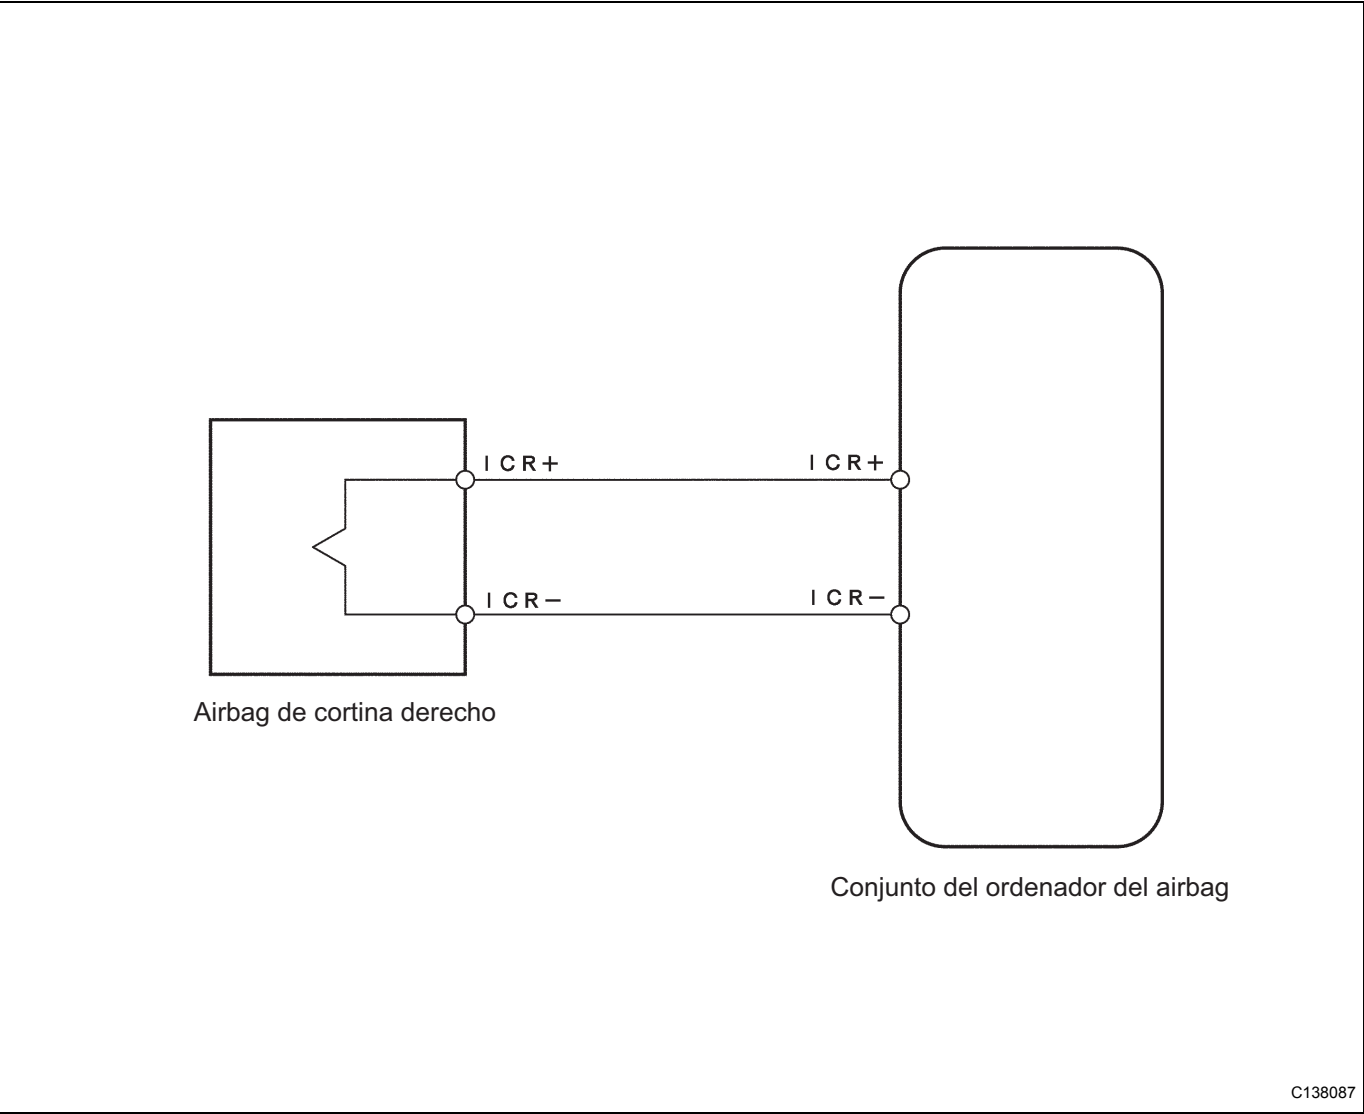 ICR+
ICR+
ICR−
ICR−
Airbag de cortina derecho
Conjunto del ordenador del airbag
C138087